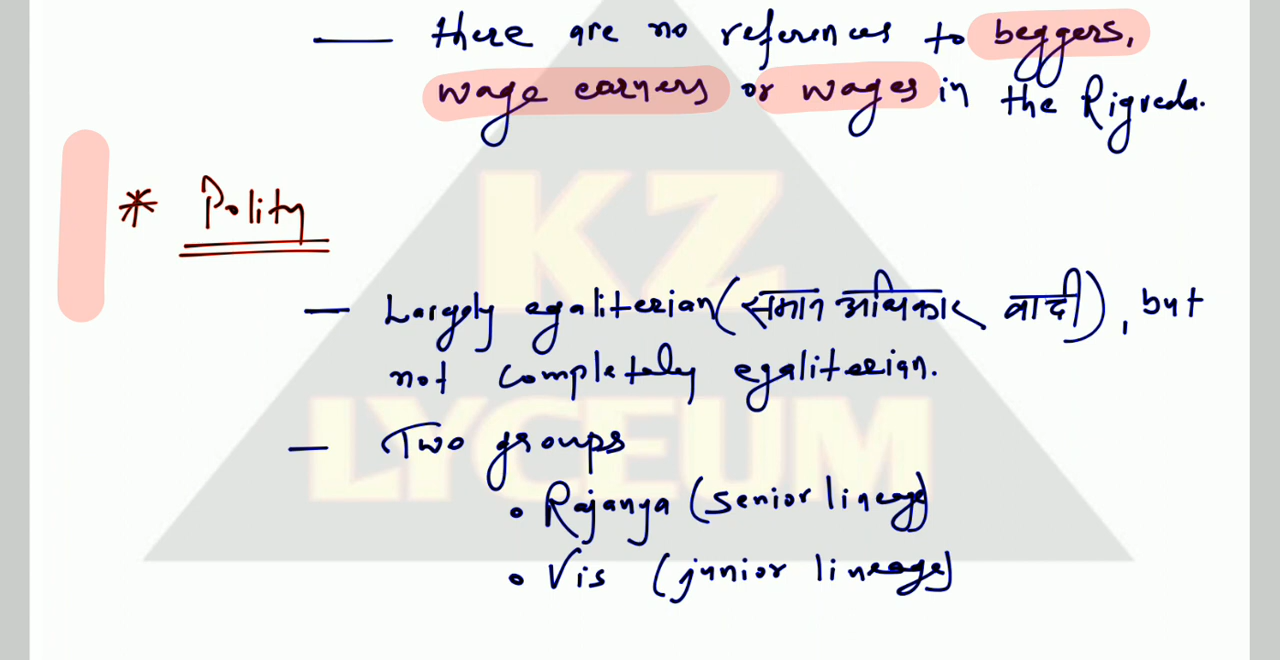 — there are no references to beggers,
wage earners or wages in the Rigveda.
* Polity
— Largely egaliterian (समान अधिकार वादी), but
not completely egaliterian.
— Two groups
• Rajanya (senior lineage)
• Vis (junior lineage)
KZ
LYCEUM